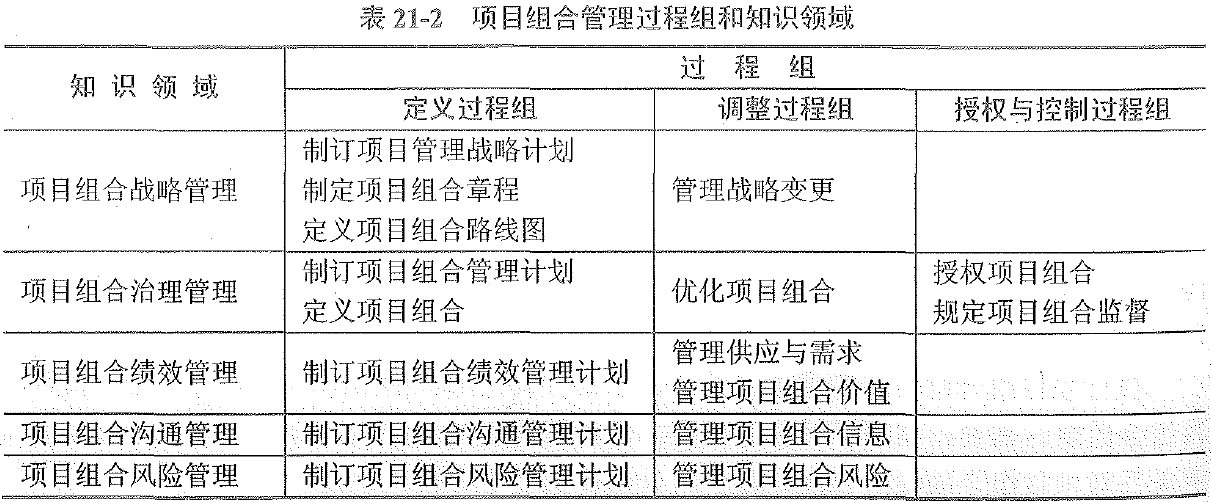 表 21-2 项目组合管理过程组和知识领域
知识领域
过程组
定义过程组
调整过程组
授权与控制过程组
项目组合战略管理
制订项目管理战略计划
制定项目组合章程
定义项目组合路线图
管理战略变更
项目组合治理管理
制订项目组合管理计划
定义项目组合
优化项目组合
授权项目组合
规定项目组合监督
项目组合绩效管理
制订项目组合绩效管理计划
管理供应与需求
管理项目组合价值
项目组合沟通管理
制订项目组合沟通管理计划
管理项目组合信息
项目组合风险管理
制订项目组合风险管理计划
管理项目组合风险